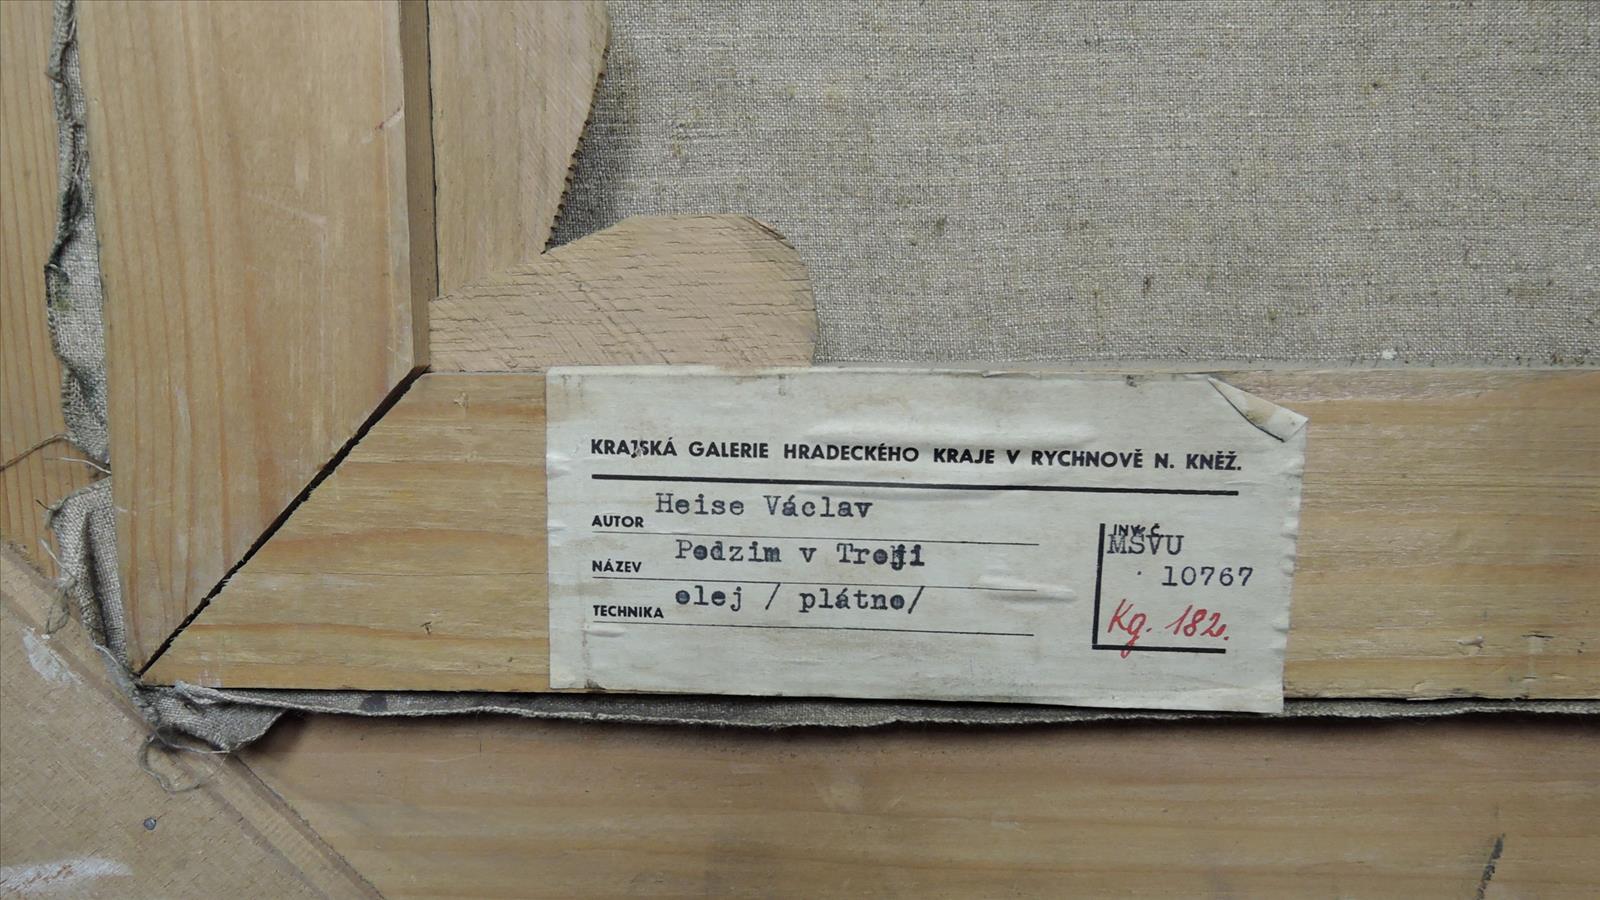 KRAJSKÁ GALERIE HRADECKÉHO KRAJE V RYCHNOVĚ N. KNĚŽ.
AUTOR Heise Václav
NÁZEV Podzim v Troji
TECHNIKA olej / plátno/
INV. Č.
MSVU
10767
Kg. 182.